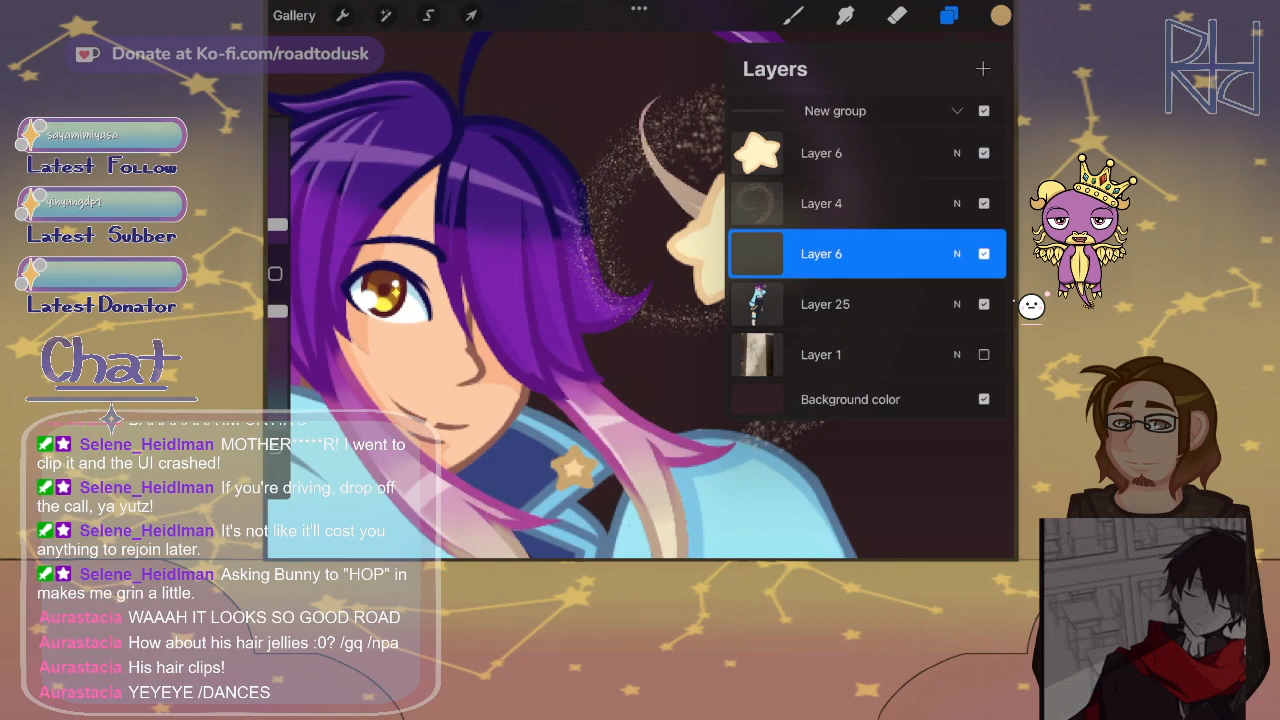 Gallery
Donate at Ko-fi.com/roadtodusk
sayamimiyasa
Latest Follow
yinyangdp1
Latest Subber
Latest Donator
Chat
Selene_Heidlman MOTHER*****R! I went to
clip it and the UI crashed!
Selene_Heidlman If you're driving, drop off
the call, ya yutz!
Selene_Heidlman It's not like it'll cost you
anything to rejoin later.
Selene_Heidlman Asking Bunny to "HOP" in
makes me grin a little.
Aurastacia WAAAH IT LOOKS SO GOOD ROAD
Aurastacia How about his hair jellies :0? /gq /npa
Aurastacia His hair clips!
Aurastacia YEYEYE /DANCES
Layers
New group
Layer 6 N
Layer 4 N
Layer 6 N
Layer 25 N
Layer 1 N
Background color